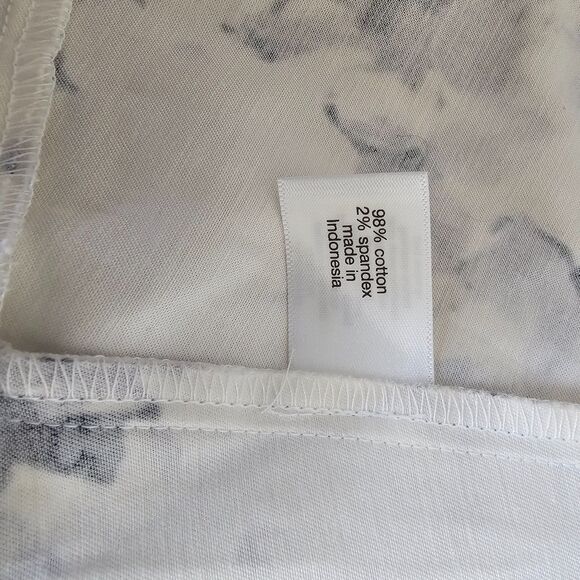 98% cotton
2% spandex
made in
Indonesia